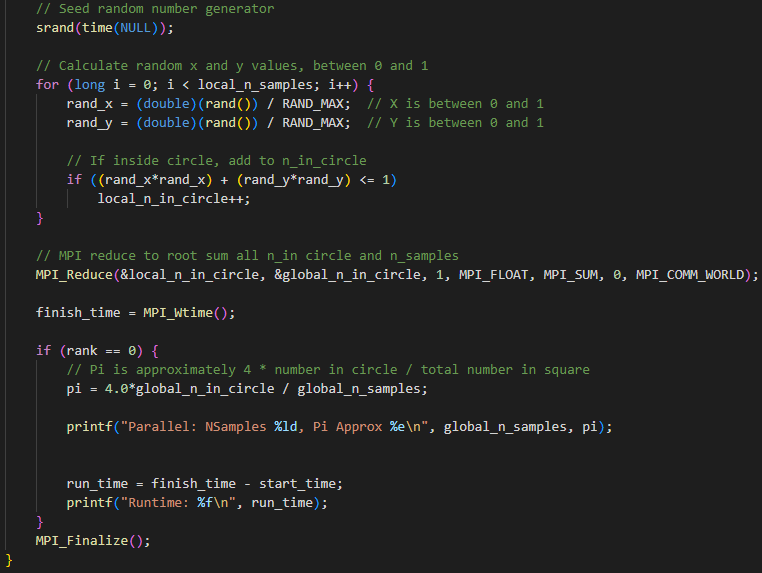 // Seed random number generator
srand(time(NULL));
// Calculate random x and y values, between 0 and 1
for (long i = 0; i < local_n_samples; i++) {
rand_x = (double)(rand()) / RAND_MAX;  // X is between 0 and 1
rand_y = (double)(rand()) / RAND_MAX;  // Y is between 0 and 1
// If inside circle, add to n_in_circle
if ((rand_x*rand_x) + (rand_y*rand_y) <= 1)
local_n_in_circle++;
}
// MPI reduce to root sum all n_in circle and n_samples
MPI_Reduce(&local_n_in_circle, &global_n_in_circle, 1, MPI_FLOAT, MPI_SUM, 0, MPI_COMM_WORLD);
finish_time = MPI_Wtime();
if (rank == 0) {
// Pi is approximately 4 * number in circle / total number in square
pi = 4.0*global_n_in_circle / global_n_samples;
printf("Parallel: NSamples %ld, Pi Approx %e\n", global_n_samples, pi);
run_time = finish_time - start_time;
printf("Runtime: %f\n", run_time);
}
MPI_Finalize();
}